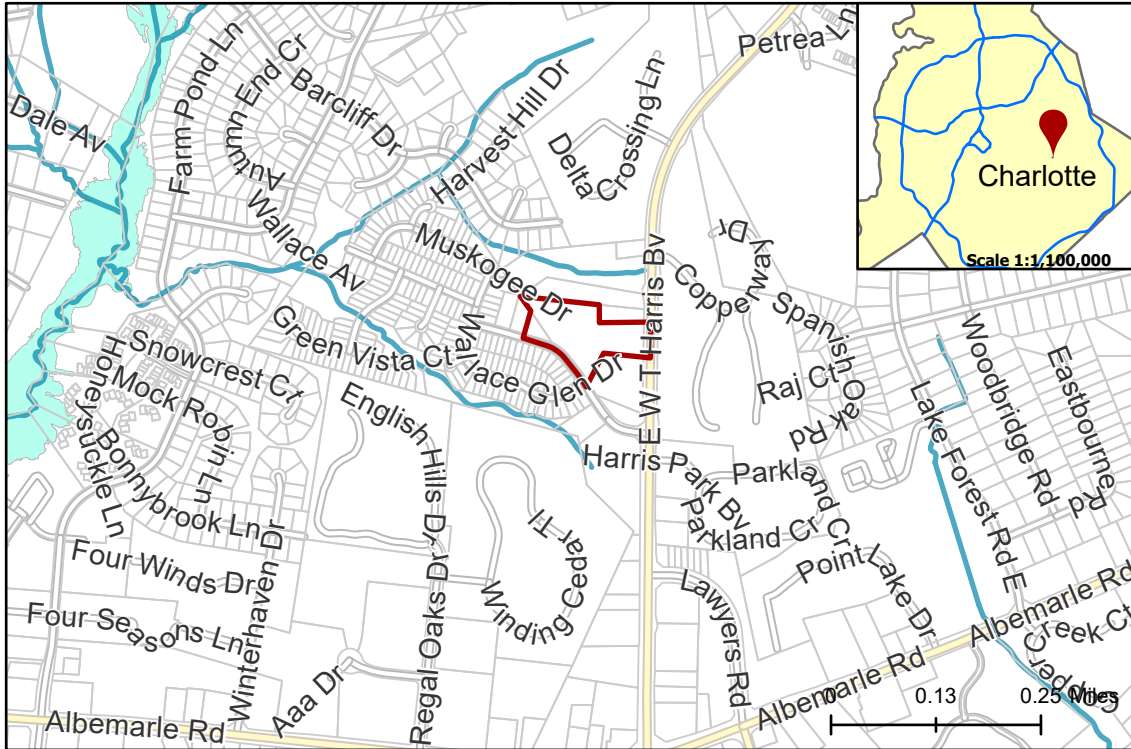 Petrea Ln
Barcliff Dr
Autumn End Cr
Farm Pond Ln
Dale Av
Harvest Hill Dr
Delta
Crossing Ln
Charlotte
Scale 1:1,100,000
Wallace Av
Muskogee Dr
E W T Harris Bv
Copperway Dr
Spanish Oak Rd
Raj Ct
Woodbridge Rd
Eastbourne
Rd
Lake Forest Rd E
Green Vista Ct
Wallace Glen Dr
Snowcrest Cr
Mock Robin Ln
Honeysuckle Ln
Bonnybrook Ln
English Hills Dr
Harris Park Bv
Parkland Cr
Parkland Cr
Winding Cedar Tl
Four Winds Dr
Point Lake Dr
Lawyers Rd
Four Seasons Ln
Winterhaven Dr
Aaa Dr
Regal Oaks Dr
Albemarle Rd
Creek Ct
Copper
Albemarle Rd
Albemarle Rd
0 0.13 0.25 Miles